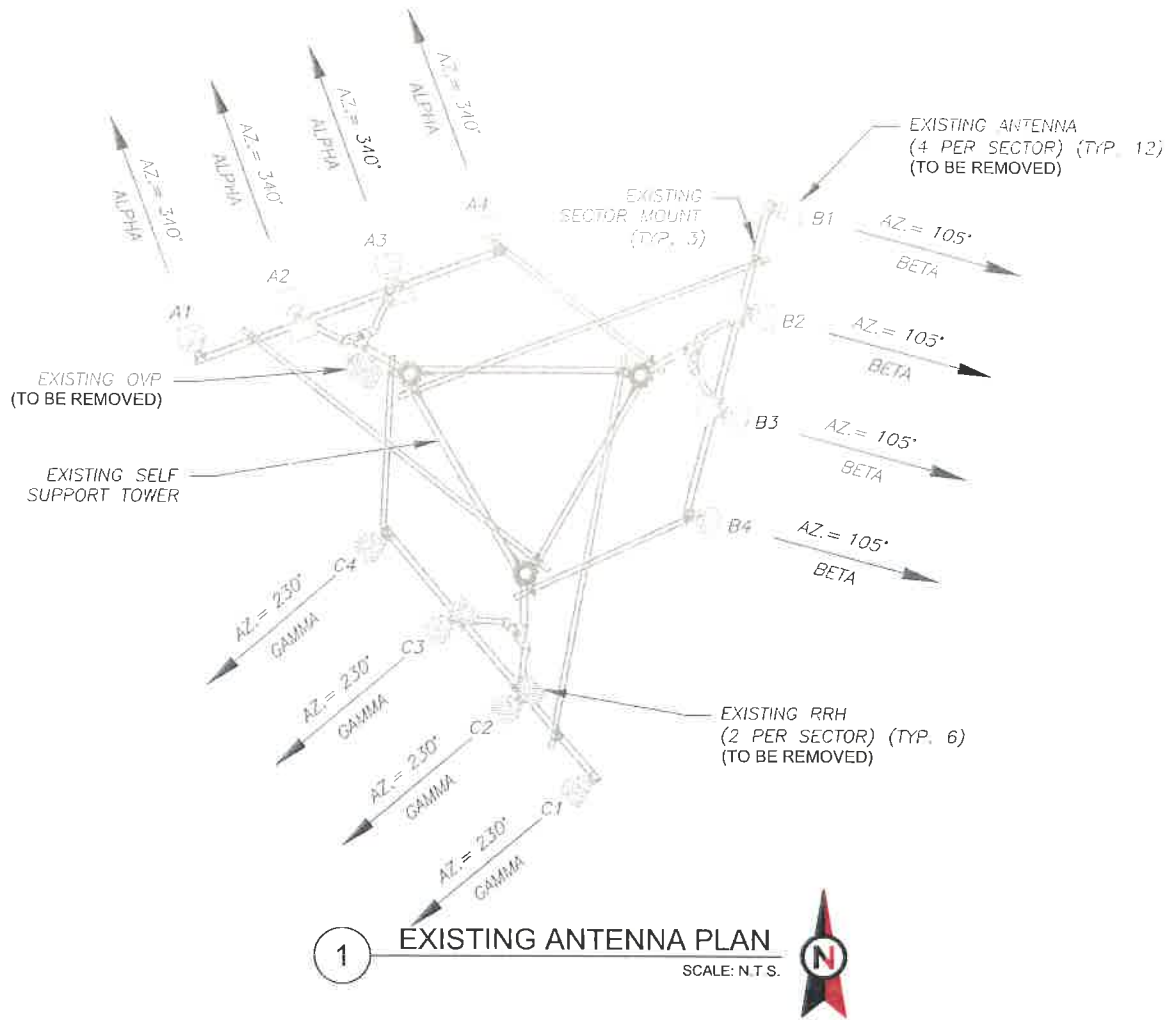 AZ.= 340°
ALPHA
AZ.= 340°
ALPHA
AZ.= 340°
ALPHA
AZ.= 340°
ALPHA
A1
A2
A3
A4
EXISTING ANTENNA
(4 PER SECTOR) (TYP. 12)
(TO BE REMOVED)
EXISTING
SECTOR MOUNT
(TYP. 3)
B1
AZ.= 105°
BETA
B2
AZ.= 105°
BETA
B3
AZ.= 105°
BETA
B4
AZ.= 105°
BETA
EXISTING OVP
(TO BE REMOVED)
EXISTING SELF
SUPPORT TOWER
C4
AZ.= 230°
GAMMA
C3
AZ.= 230°
GAMMA
C2
AZ.= 230°
GAMMA
C1
AZ.= 230°
GAMMA
EXISTING RRH
(2 PER SECTOR) (TYP. 6)
(TO BE REMOVED)
1
EXISTING ANTENNA PLAN
SCALE: N.T.S.
N